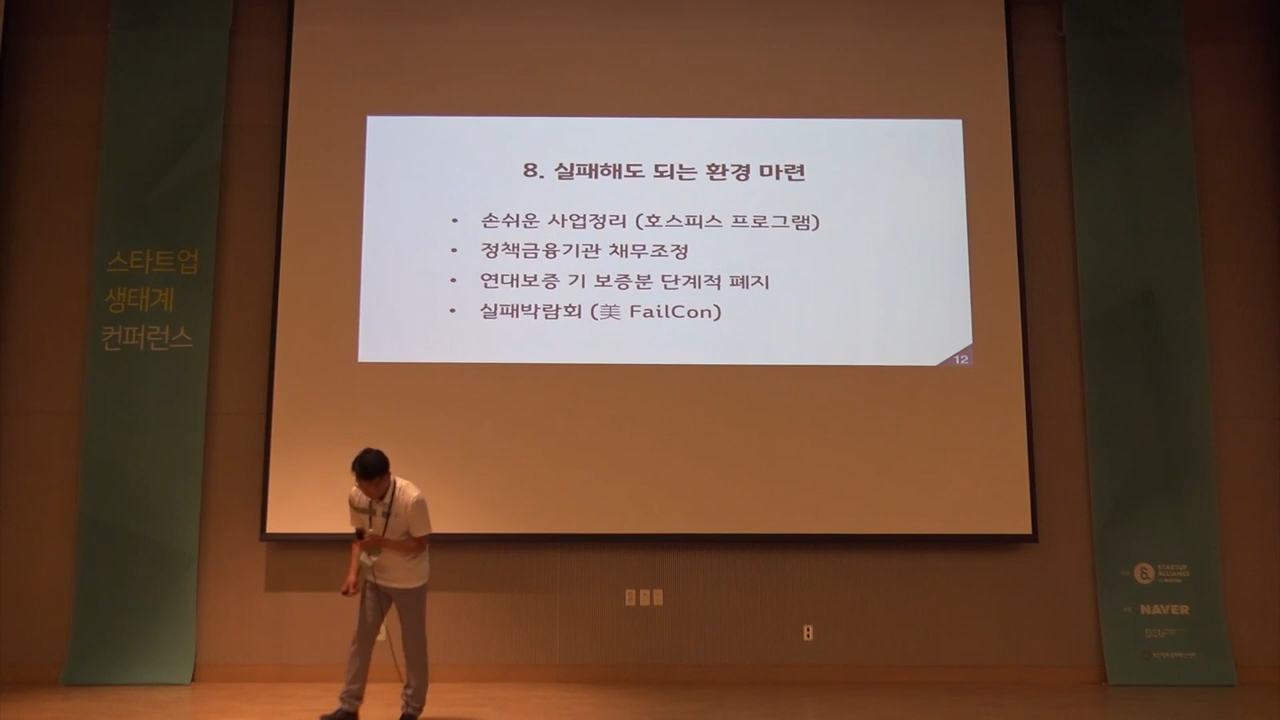 8. 실패해도 되는 환경 마련
• 손쉬운 사업정리 (호스피스 프로그램)
• 정책금융기관 채무조정
• 연대보증 기 보증분 단계적 폐지
• 실패박람회 (美 FailCon)
12
스타트업
생태계
컨퍼런스
STARTUP
ALLIANCE
NAVER